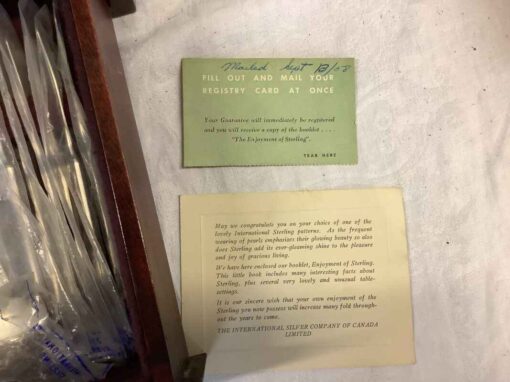 Mailed Sept 13/58
FILL OUT AND MAIL YOUR
REGISTRY CARD AT ONCE
Your Guarantee will immediately be registered
and you will receive a copy of the booklet . . .
"The Enjoyment of Sterling".
TEAR HERE
May we congratulate you on your choice of one of the
lovely International Sterling patterns. As the frequent
wearing of pearls emphasizes their glowing beauty so also
does Sterling add its ever-gleaming shine to the pleasure
and joy of gracious living.
We have here enclosed our booklet, Enjoyment of Sterling.
This little book includes many interesting facts about
Sterling, plus several very lovely and unusual table-
settings.
It is our sincere wish that your own enjoyment of the
Sterling you now possess will increase many fold through-
out the years to come.
THE INTERNATIONAL SILVER COMPANY OF CANADA
LIMITED